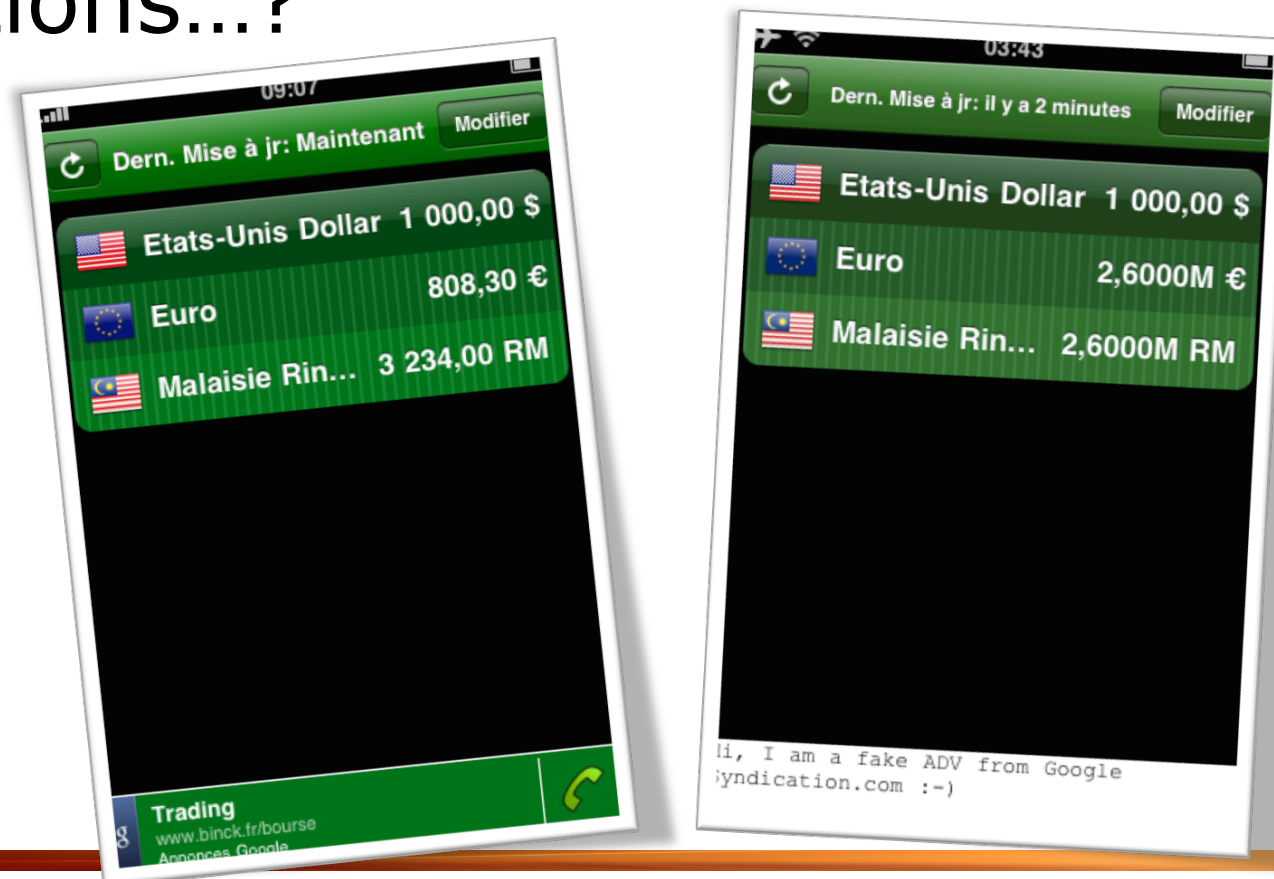 ...?
09:07
Dern. Mise à jr: Maintenant
Modifier
Etats-Unis Dollar 1 000,00 $
Euro 808,30 €
Malaisie Rin... 3 234,00 RM
g
Trading
www.binck.fr/bourse
Annonces Google
03:43
Dern. Mise à jr: il y a 2 minutes
Modifier
Etats-Unis Dollar 1 000,00 $
Euro 2,6000M €
Malaisie Rin... 2,6000M RM
I am a fake ADV from Google
:-)